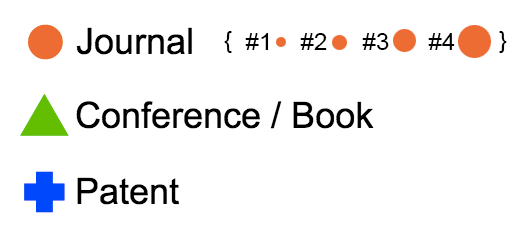 Journal { #1 #2 #3 #4 }
Conference / Book
Patent